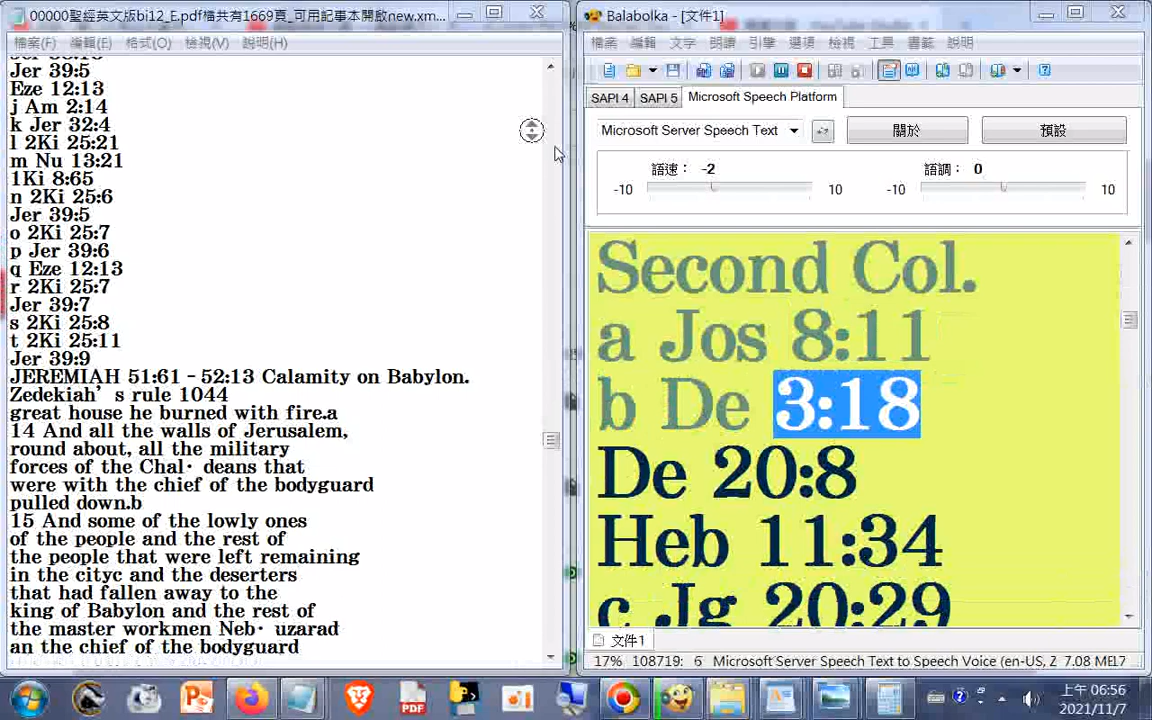 00000聖經英文版bi12_E.pdf檔共有1669頁_可用記事本開啟new.xm...
檔案(F) 編輯(E) 格式(O) 檢視(V) 說明(H)
Jer 39:5
Eze 12:13
j Am 2:14
k Jer 32:4
l 2Ki 25:21
m Nu 13:21
1Ki 8:65
n 2Ki 25:6
Jer 39:5
o 2Ki 25:7
p Jer 39:6
q Eze 12:13
r 2Ki 25:7
Jer 39:7
s 2Ki 25:8
t 2Ki 25:11
Jer 39:9
JEREMIAH 51:61–52:13 Calamity on Babylon.
Zedekiah’s rule 1044
great house he burned with fire.a
14 And all the walls of Jerusalem,
round about, all the military
forces of the Chal·deans that
were with the chief of the bodyguard
pulled down.b
15 And some of the lowly ones
of the people and the rest of
the people that were left remaining
in the cityc and the deserters
that had fallen away to the
king of Babylon and the rest of
the master workmen Neb·uzarad
an the chief of the bodyguard
Balabolka - [文件1]
檔案 編輯 文字 朗讀 引擎 選項 檢視 工具 書籤 說明
SAPI 4 SAPI 5 Microsoft Speech Platform
Microsoft Server Speech Text 關於 預設
語速: -2 語調: 0
-10 10 -10 10
Second Col.
a Jos 8:11
b De 3:18
De 20:8
Heb 11:34
c Jg 20:29
文件1
17% 108719: 6 Microsoft Server Speech Text to Speech Voice (en-US, Z 7.08 МБ17
PDF
上午 06:56
2021/11/7